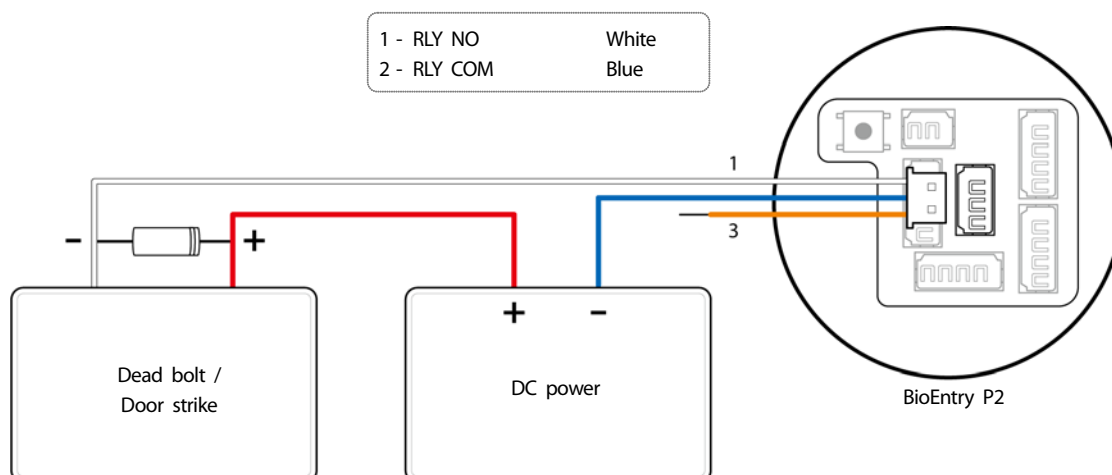 1 - RLY NO White
2 - RLY COM Blue
1
3
- +
+ -
Dead bolt /
Door strike
DC power
BioEntry P2